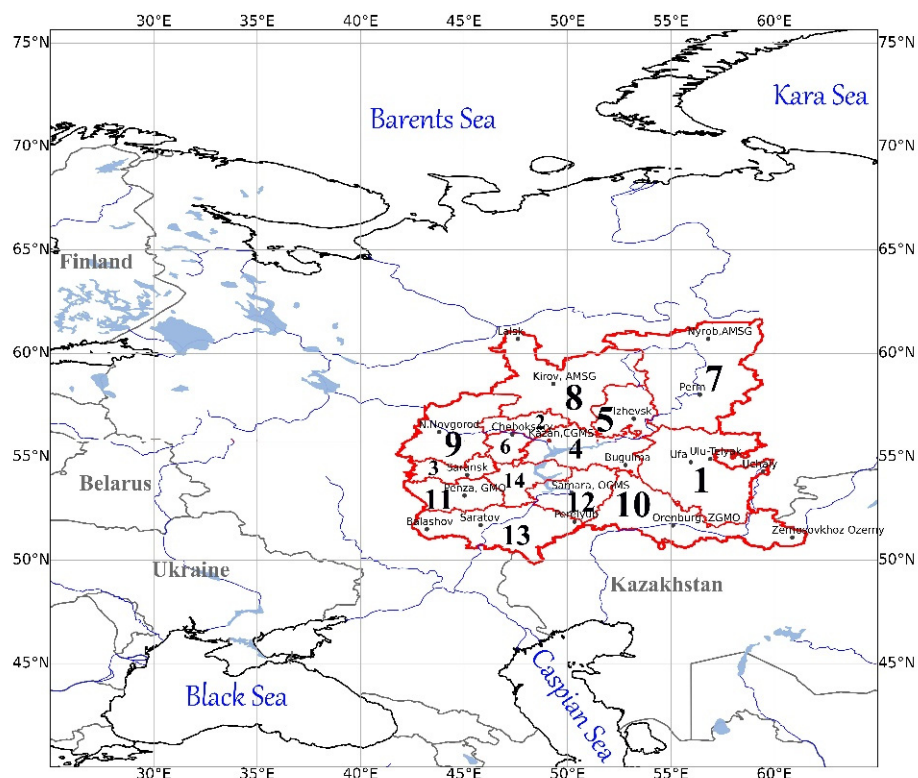 30°E 35°E 40°E 45°E 50°E 55°E 60°E
75°N 75°N
Kara Sea
Barents Sea
70°N 70°N
65°N 65°N
Finland
Lalsk Nyrob.AMSG
60°N 60°N
Kirov, AMSG
7
Perm
8
Izhevsk
5
N.Novgorod
2
Cheboksary
Kazan,CGMS
9
6
4
55°N 55°N
Ufa Ulu-Telyak
Bugulma
Uchaly
3
Saransk
1
Belarus
14
Penza, GMO
Samara, OGMS
11
12
10
Balashov Saratov
Orenburg, ZGMO
13
50°N 50°N
Ukraine
Kazakhstan
45°N 45°N
Black Sea
Caspian Sea
30°E 35°E 40°E 45°E 50°E 55°E 60°E